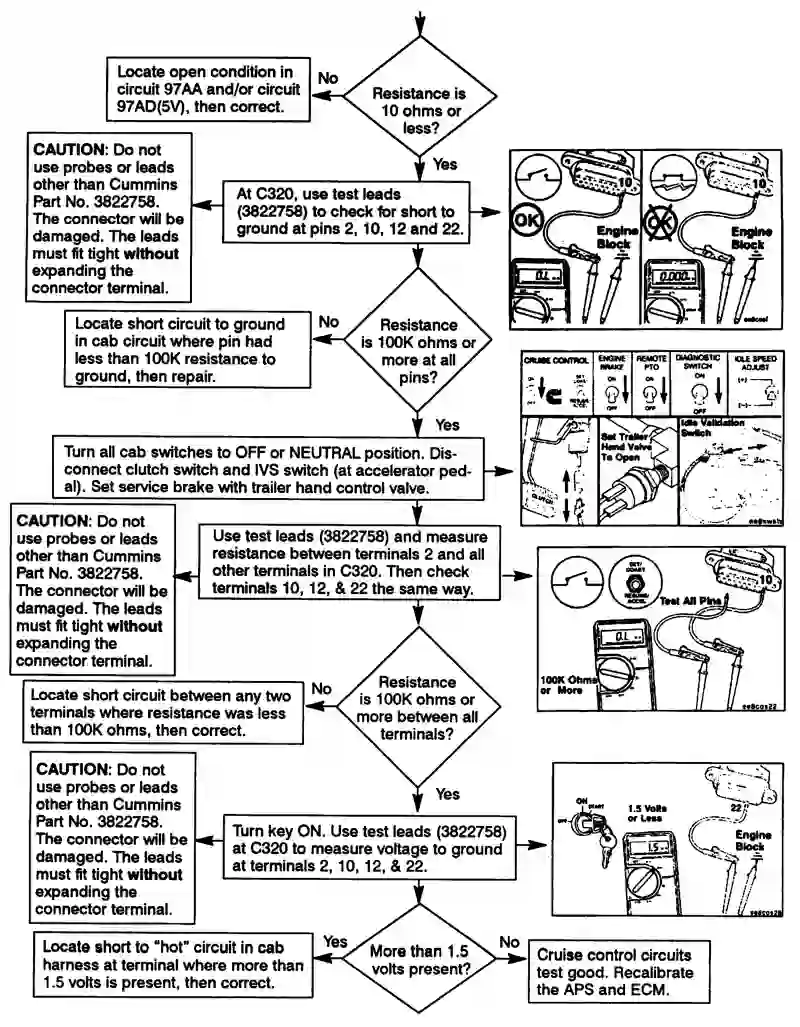 Locate open condition in
circuit 97AA and/or circuit
97AD(5V), then correct.
No
Resistance is
10 ohms or
less?
Yes
CAUTION: Do not
use probes or leads
other than Cummins
Part No. 3822758.
The connector will be
damaged. The leads
must fit tight without
expanding the
connector terminal.
At C320, use test leads
(3822758) to check for short to
ground at pins 2, 10, 12 and 22.
10
OK
Engine
Block
0.L
10
OK
Engine
Block
0.000
Locate short circuit to ground
in cab circuit where pin had
less than 100K resistance to
ground, then repair.
No
Resistance
is 100K ohms or
more at all
pins?
Yes
CRUISE CONTROL
ON
OFF
SET
COAST
RESUME
ACCEL
ENGINE
BRAKE
ON
OFF
REMOTE
PTO
ON
OFF
DIAGNOSTIC
SWITCH
ON
OFF
IDLE SPEED
ADJUST
(+)
(-)
CLUTCH
Set Trailer
Hand Valve
To Open
Idle Validation
Switch
Turn all cab switches to OFF or NEUTRAL position. Dis-
connect clutch switch and IVS switch (at accelerator ped-
al). Set service brake with trailer hand control valve.
CAUTION: Do not
use probes or leads
other than Cummins
Part No. 3822758.
The connector will be
damaged. The leads
must fit tight without
expanding the
connector terminal.
Use test leads (3822758) and measure
resistance between terminals 2 and all
other terminals in C320. Then check
terminals 10, 12, & 22 the same way.
SET/
COAST
RESUME/
ACCEL
10
Test All Pins
0.L
100K Ohms
or More
ee8cos22
Locate short circuit between any two
terminals where resistance was less
than 100K ohms, then correct.
No
Resistance
is 100K ohms or
more between all
terminals?
Yes
CAUTION: Do not
use probes or leads
other than Cummins
Part No. 3822758.
The connector will be
damaged. The leads
must fit tight without
expanding the
connector terminal.
Turn key ON. Use test leads (3822758)
at C320 to measure voltage to ground
at terminals 2, 10, 12, & 22.
ON
OFF
START
1.5 Volts
or Less
1.5
22
Engine
Block
Locate short to "hot" circuit in cab
harness at terminal where more than
1.5 volts is present, then correct.
Yes
More than 1.5
volts present?
No
Cruise control circuits
test good. Recalibrate
the APS and ECM.